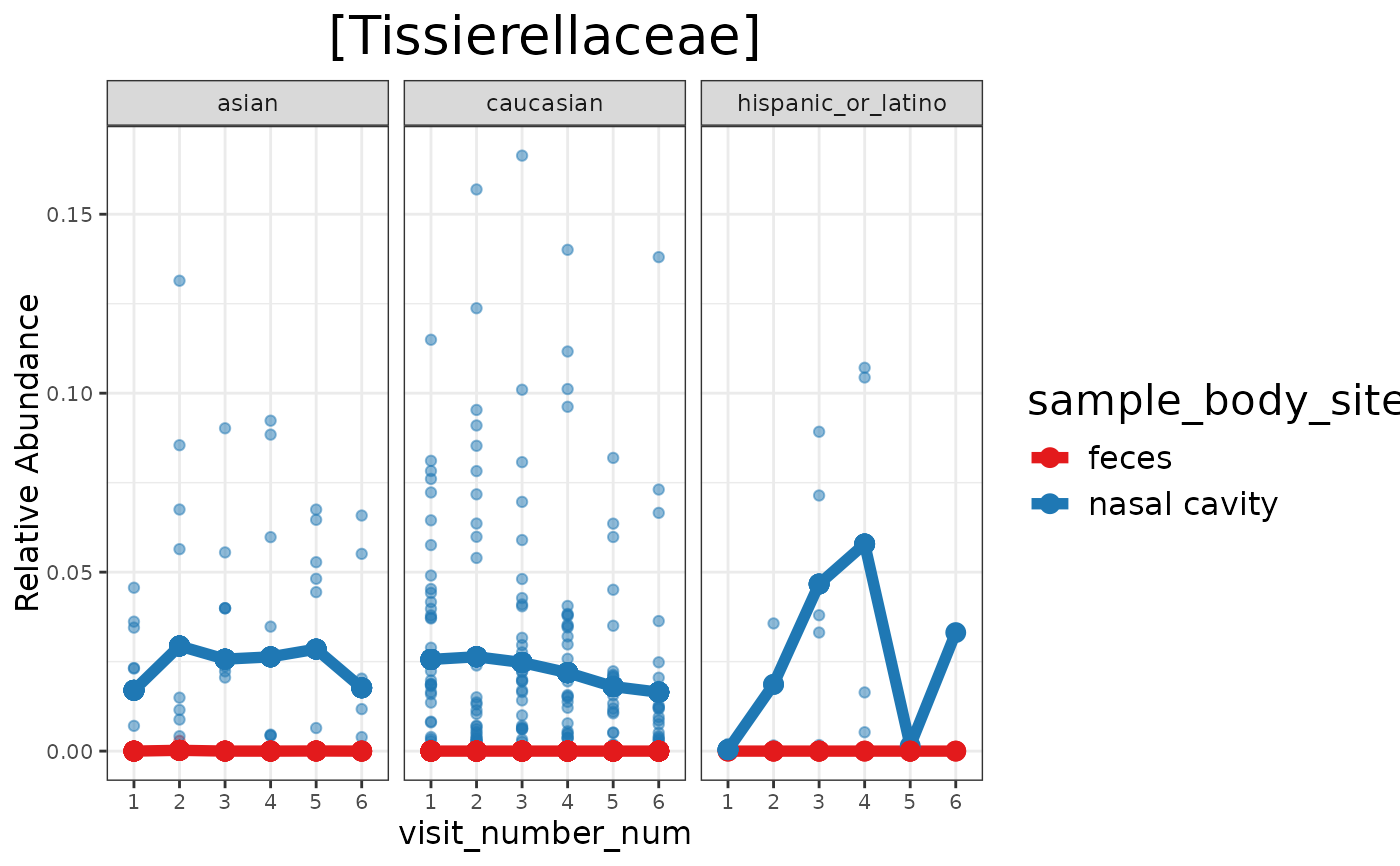 [Tissierellaceae]
asian
caucasian
hispanic_or_latino
Relative Abundance
0.15
0.10
0.05
0.00
1 2 3 4 5 6
1 2 3 4 5 6
1 2 3 4 5 6
visit_number_num
sample_body_site
feces
nasal cavity